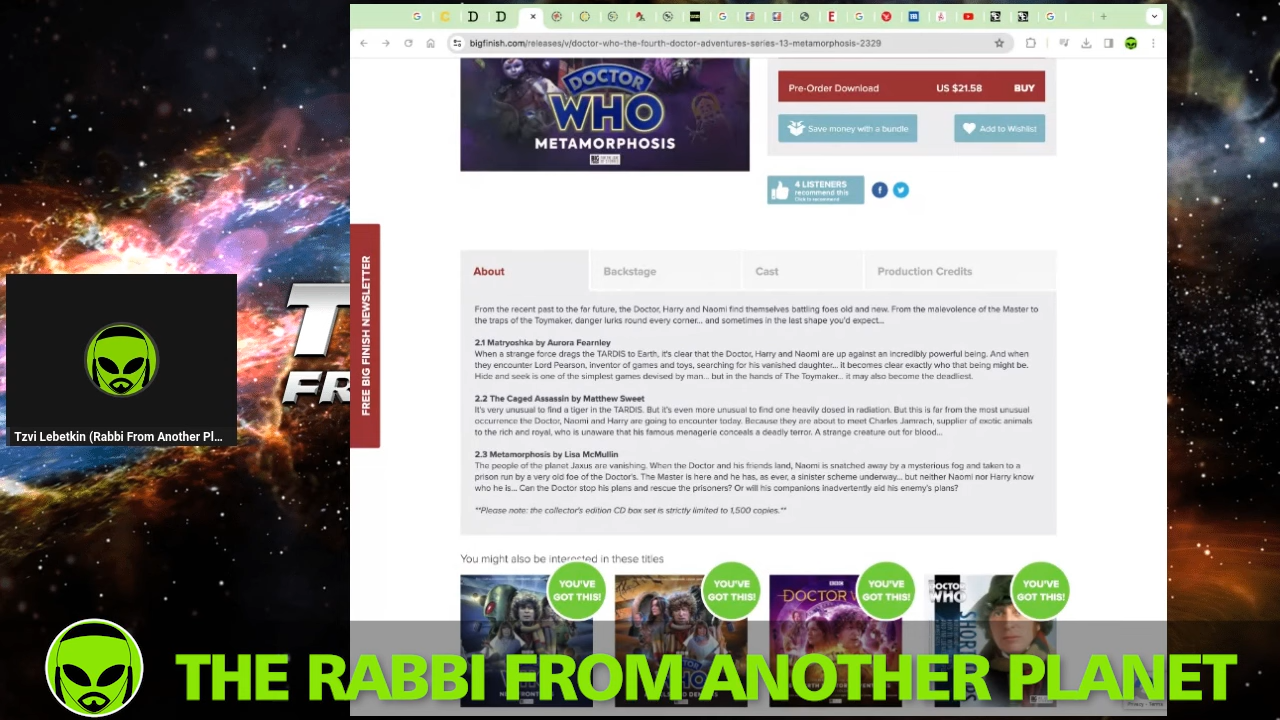 bigfinish.com/releases/v/doctor-who-the-fourth-doctor-adventures-series-13-metamorphosis-2329
DOCTOR
WHO
METAMORPHOSIS
Pre-Order Download US $21.58 BUY
Save money with a bundle
Add to Wishlist
4 LISTENERS
recommend this
Click to recommend
FREE BIG FINISH NEWSLETTER
About Backstage Cast Production Credits
From the recent past to the far future, the Doctor, Harry and Naomi find themselves battling foes old and new. From the malevolence of the Master to
the traps of the Toymaker, danger lurks round every corner... and sometimes in the last shape you'd expect...
2.1 Matryoshka by Aurora Fearnley
When a strange force drags the TARDIS to Earth, it's clear that the Doctor, Harry and Naomi are up against an incredibly powerful being. And when
they encounter Lord Pearson, inventor of games and toys, searching for his vanished daughter... it becomes clear exactly who that being might be.
Hide and seek is one of the simplest games devised by man... but in the hands of The Toymaker... it may also become the deadliest.
2.2 The Caged Assassin by Matthew Sweet
It's very unusual to find a tiger in the TARDIS. But it's even more unusual to find one heavily dosed in radiation. But this is far from the most unusual
occurrence the Doctor, Naomi and Harry are going to encounter today. Because they are about to meet Charles Jamrach, supplier of exotic animals
to the rich and royal, who is unaware that his famous menagerie conceals a deadly terror. A strange creature out for blood...
2.3 Metamorphosis by Lisa McMullin
The people of the planet Jaxus are vanishing. When the Doctor and his friends land, Naomi is snatched away by a mysterious fog and taken to a
prison run by a very old foe of the Doctor's. The Master is here and he has, as ever, a sinister scheme underway... but neither Naomi nor Harry know
who he is... Can the Doctor stop his plans and rescue the prisoners? Or will his companions inadvertently aid his enemy's plans?
**Please note: the collector's edition CD box set is strictly limited to 1,500 copies.**
You might also be interested in these titles
YOU'VE
GOT THIS!
YOU'VE
GOT THIS!
YOU'VE
GOT THIS!
YOU'VE
GOT THIS!
DOCTOR
DOCTOR
WHO
Tzvi Lebetkin (Rabbi From Another Pl...
T
FR
THE RABBI FROM ANOTHER PLANET
Privacy - Terms